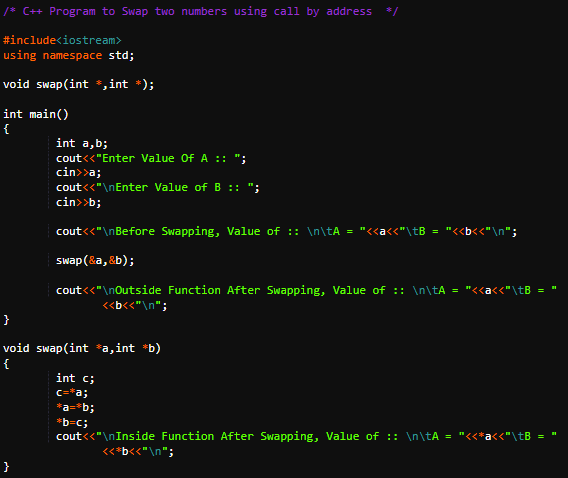 /* C++ Program to Swap two numbers using call by address  */

#include<iostream>
using namespace std;

void swap(int *,int *);

int main()
{
        int a,b;
        cout<<"Enter Value Of A :: ";
        cin>>a;
        cout<<"\nEnter Value of B :: ";
        cin>>b;

        cout<<"\nBefore Swapping, Value of :: \n\tA = "<<a<<"\tB = "<<b<<"\n";

        swap(&a,&b);

        cout<<"\nOutside Function After Swapping, Value of :: \n\tA = "<<a<<"\tB = "
               <<b<<"\n";
}

void swap(int *a,int *b)
{
        int c;
        c=*a;
        *a=*b;
        *b=c;
        cout<<"\nInside Function After Swapping, Value of :: \n\tA = "<<*a<<"\tB = "
               <<*b<<"\n";
}